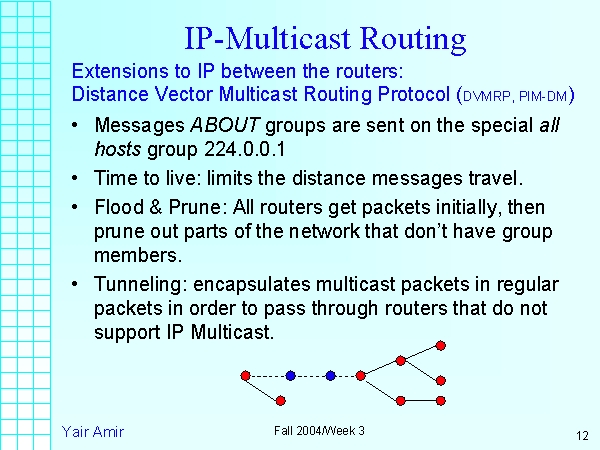 IP-Multicast Routing
Extensions to IP between the routers:
Distance Vector Multicast Routing Protocol (DVMRP, PIM-DM)
• Messages ABOUT groups are sent on the special all
hosts group 224.0.0.1
• Time to live: limits the distance messages travel.
• Flood & Prune: All routers get packets initially, then
prune out parts of the network that don't have group
members.
• Tunneling: encapsulates multicast packets in regular
packets in order to pass through routers that do not
support IP Multicast.
Yair Amir
Fall 2004/Week 3
12